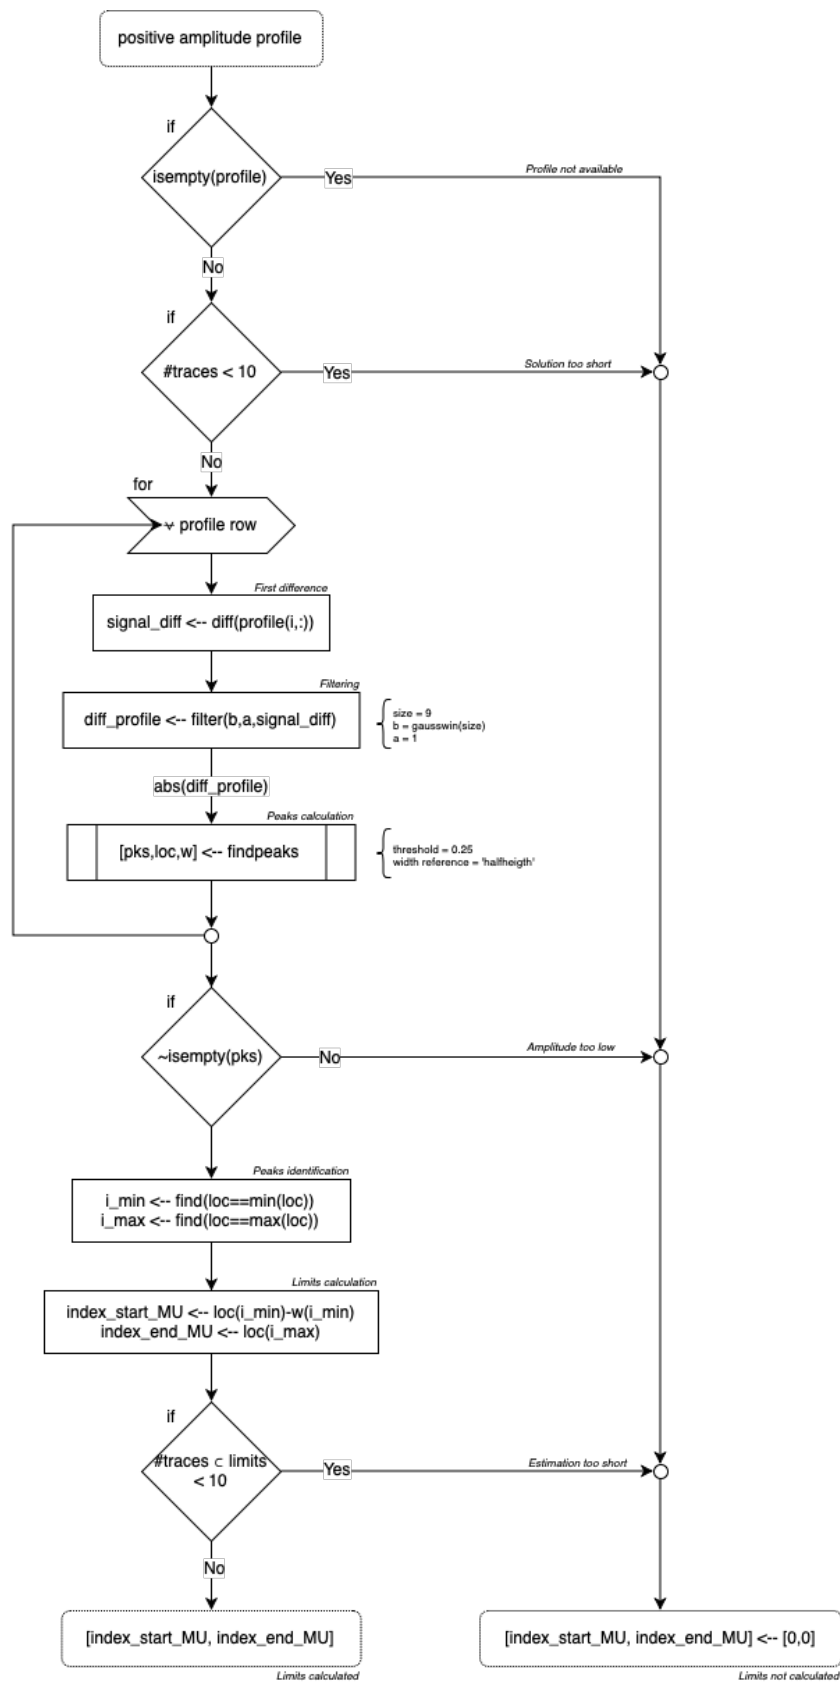 positive amplitude profile
if
isempty(profile)
Yes
Profile not available
No
if
#traces < 10
Yes
Solution too short
No
for
∀ profile row
First difference
signal_diff <-- diff(profile(i,:))
Filtering
diff_profile <-- filter(b,a,signal_diff)
size = 9
b = gausswin(size)
a = 1
abs(diff_profile)
Peaks calculation
[pks,loc,w] <-- findpeaks
threshold = 0.25
width reference = 'halfheigth'
if
~isempty(pks)
No
Amplitude too low
Peaks identification
i_min <-- find(loc==min(loc))
i_max <-- find(loc==max(loc))
Limits calculation
index_start_MU <-- loc(i_min)-w(i_min)
index_end_MU <-- loc(i_max)
if
#traces ⊂ limits
< 10
Yes
Estimation too short
No
[index_start_MU, index_end_MU]
Limits calculated
[index_start_MU, index_end_MU] <-- [0,0]
Limits not calculated